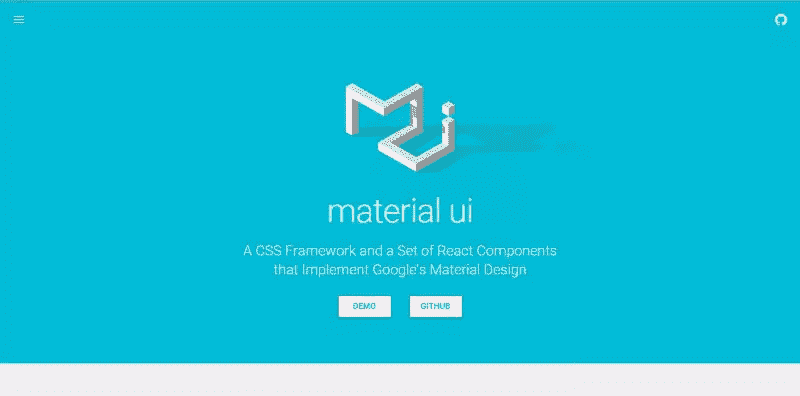 material ui
A CSS Framework and a Set of React Components
that Implement Google's Material Design
DEMO
GITHUB